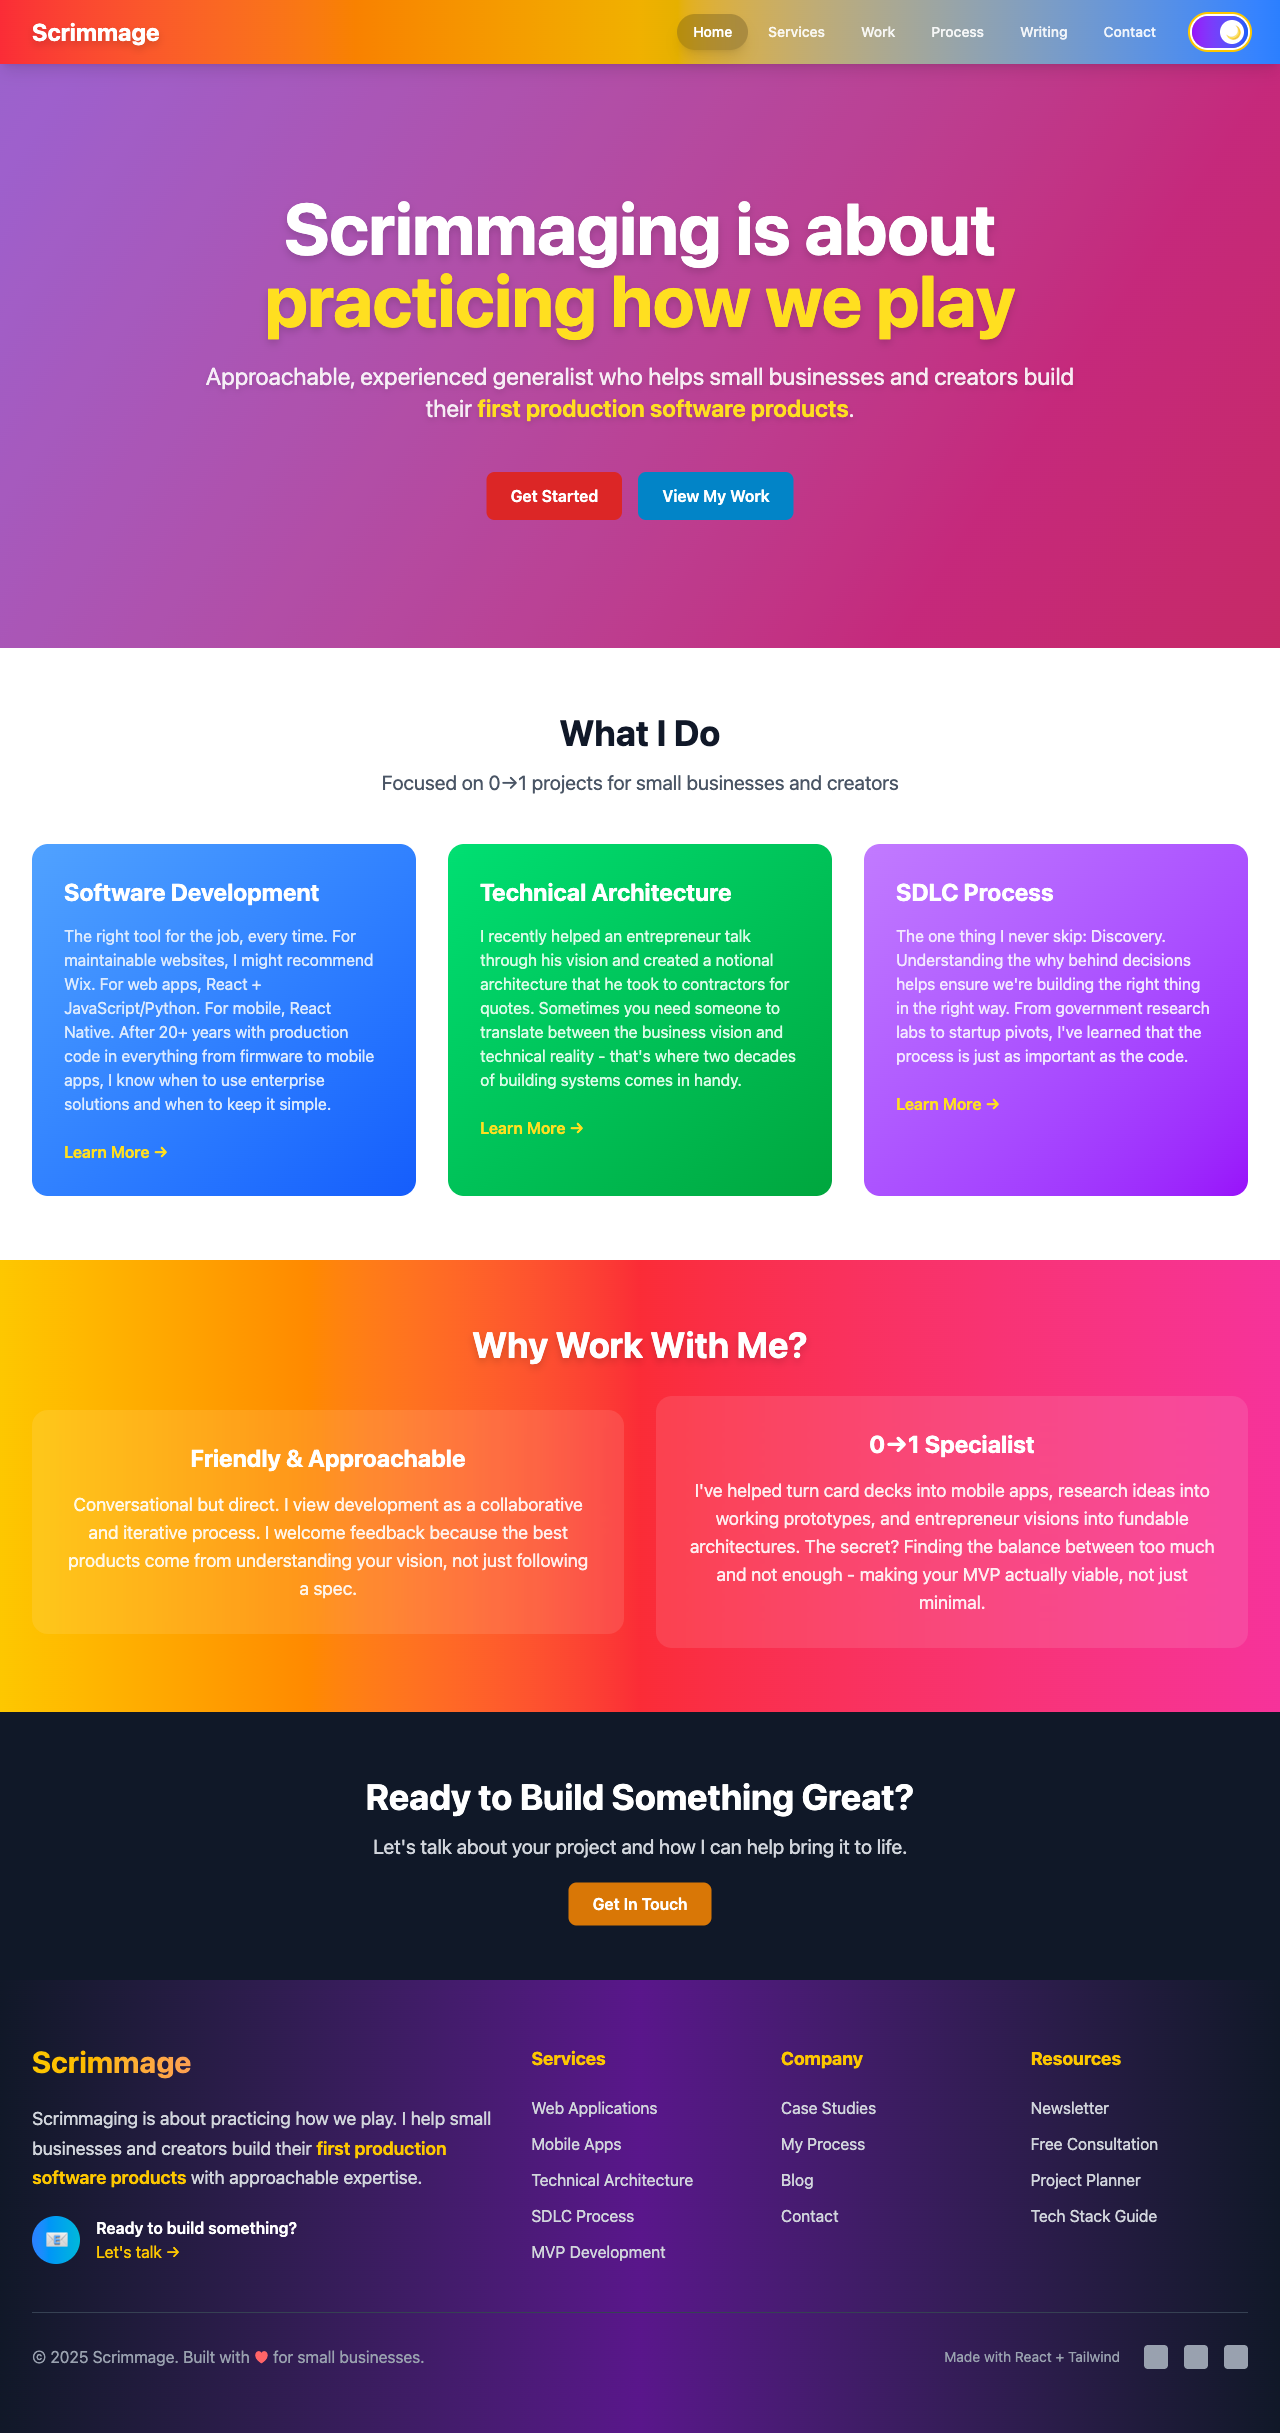 Scrimmage
Home Services Work Process Writing Contact
Scrimmaging is about
practicing how we play
Approachable, experienced generalist who helps small businesses and creators build
their first production software products.
Get Started View My Work
What I Do
Focused on 0→1 projects for small businesses and creators
Software Development
The right tool for the job, every time. For
maintainable websites, I might recommend
Wix. For web apps, React +
JavaScript/Python. For mobile, React
Native. After 20+ years with production
code in everything from firmware to mobile
apps, I know when to use enterprise
solutions and when to keep it simple.
Learn More →
Technical Architecture
I recently helped an entrepreneur talk
through his vision and created a notional
architecture that he took to contractors for
quotes. Sometimes you need someone to
translate between the business vision and
technical reality - that's where two decades
of building systems comes in handy.
Learn More →
SDLC Process
The one thing I never skip: Discovery.
Understanding the why behind decisions
helps ensure we're building the right thing
in the right way. From government research
labs to startup pivots, I've learned that the
process is just as important as the code.
Learn More →
Why Work With Me?
Friendly & Approachable
Conversational but direct. I view development as a collaborative
and iterative process. I welcome feedback because the best
products come from understanding your vision, not just following
a spec.
0→1 Specialist
I've helped turn card decks into mobile apps, research ideas into
working prototypes, and entrepreneur visions into fundable
architectures. The secret? Finding the balance between too much
and not enough - making your MVP actually viable, not just
minimal.
Ready to Build Something Great?
Let's talk about your project and how I can help bring it to life.
Get In Touch
Scrimmage
Scrimmaging is about practicing how we play. I help small
businesses and creators build their first production
software products with approachable expertise.
Ready to build something?
Let's talk →
Services
Web Applications
Mobile Apps
Technical Architecture
SDLC Process
MVP Development
Company
Case Studies
My Process
Blog
Contact
Resources
Newsletter
Free Consultation
Project Planner
Tech Stack Guide
© 2025 Scrimmage. Built with ❤️ for small businesses.
Made with React + Tailwind